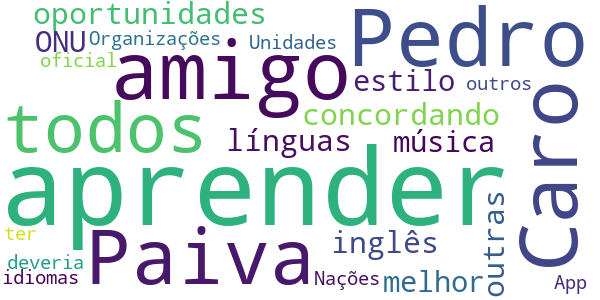 oportunidades
Pedro
ONU
Organizações
Unidades
oficial
amigo
estilo
outros
todos
concordando
Caro
línguas
música
aprender
outras
ter
Paiva
inglês
deveria
idiomas
Nações
melhor
App